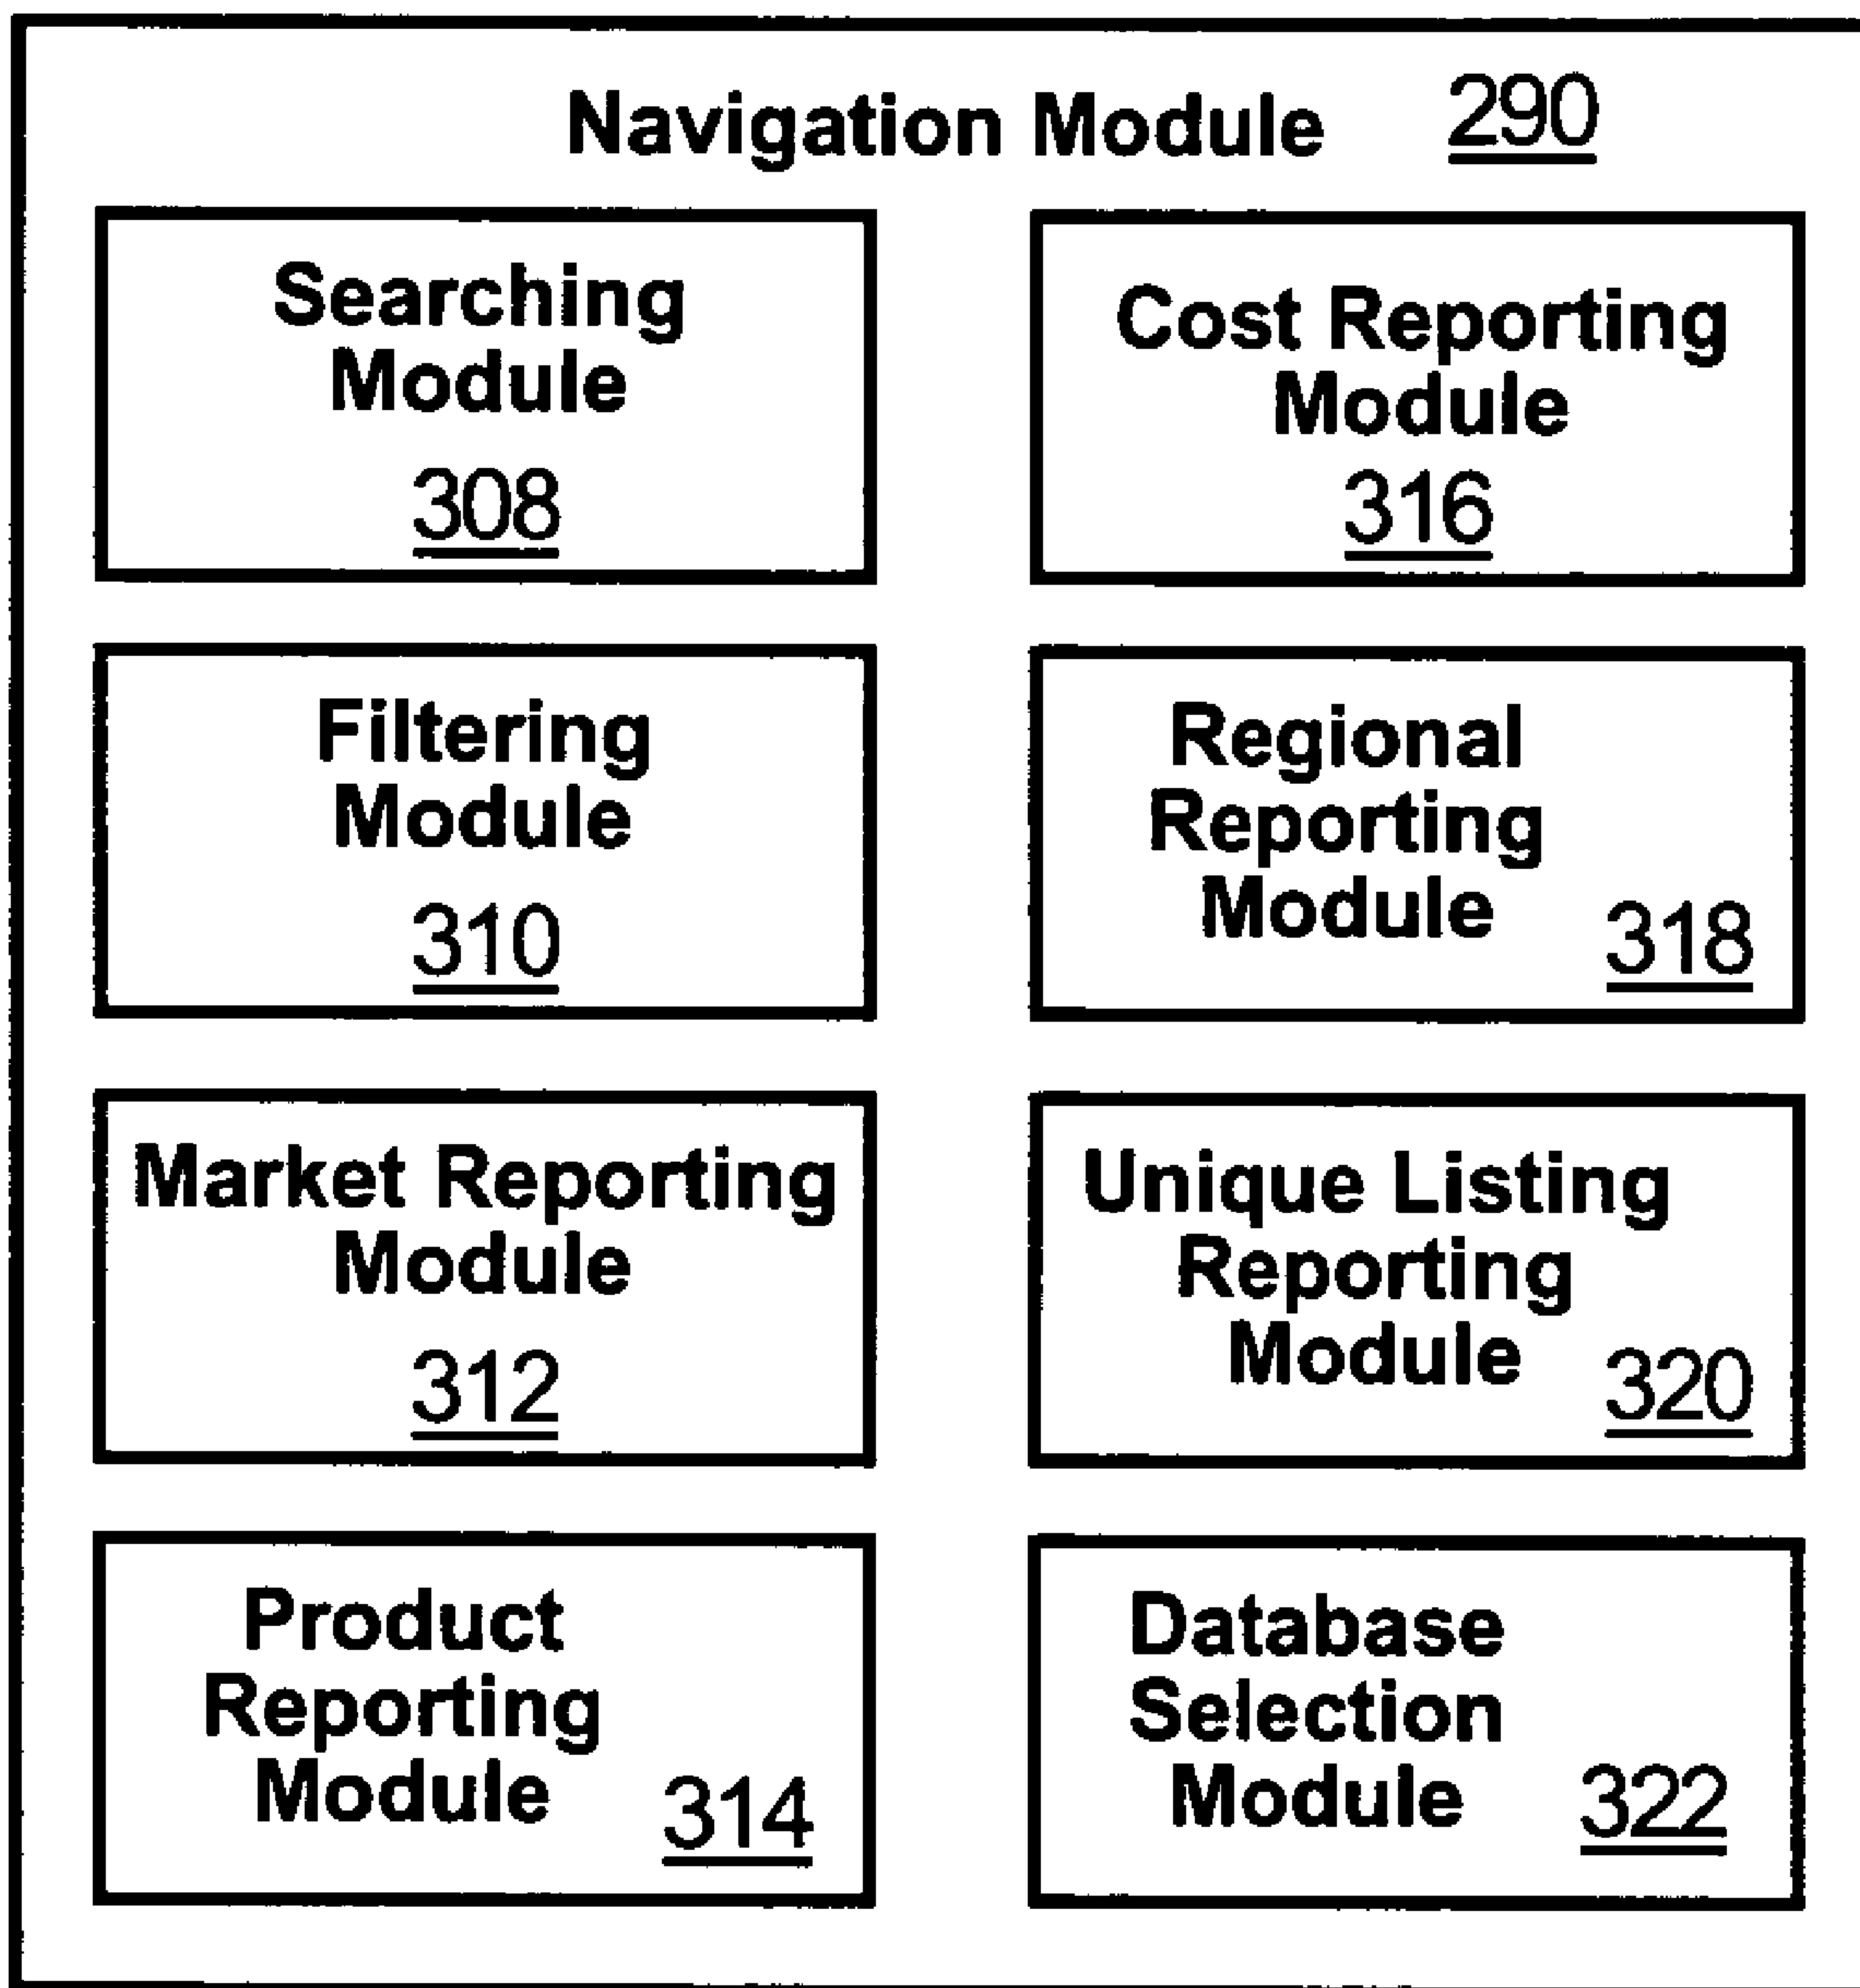 Navigation Module 290
Searching
Module
308
Cost Reporting
Module
316
Filtering
Module
310
Regional
Reporting
Module 318
Market Reporting
Module
312
Unique Listing
Reporting
Module 320
Product
Reporting
Module 314
Database
Selection
Module 322